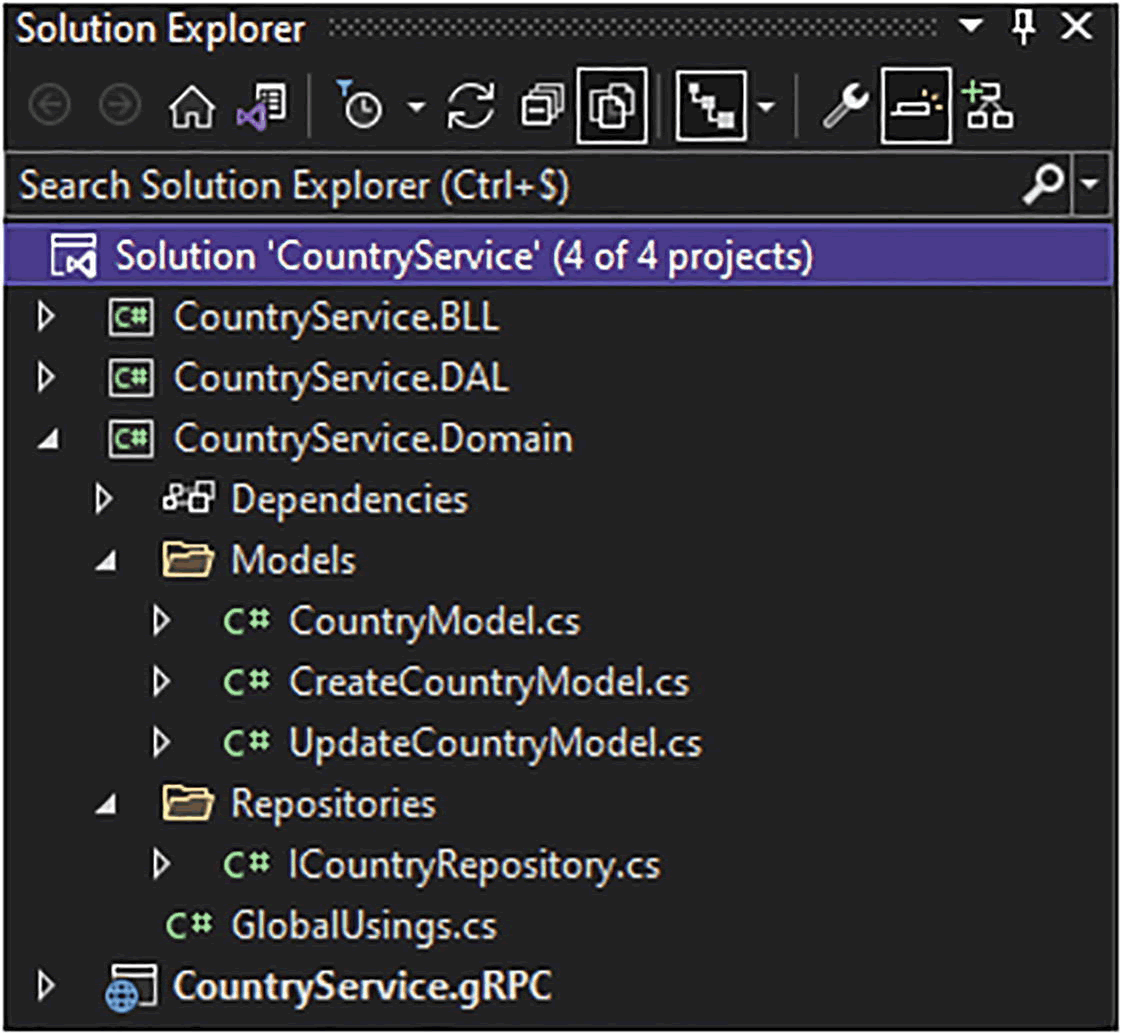 Solution Explorer
Search Solution Explorer (Ctrl+$)
Solution 'CountryService' (4 of 4 projects)
C# CountryService.BLL
C# CountryService.DAL
C# CountryService.Domain
Dependencies
Models
C# CountryModel.cs
C# CreateCountryModel.cs
C# UpdateCountryModel.cs
Repositories
C# ICountryRepository.cs
C# GlobalUsings.cs
CountryService.gRPC